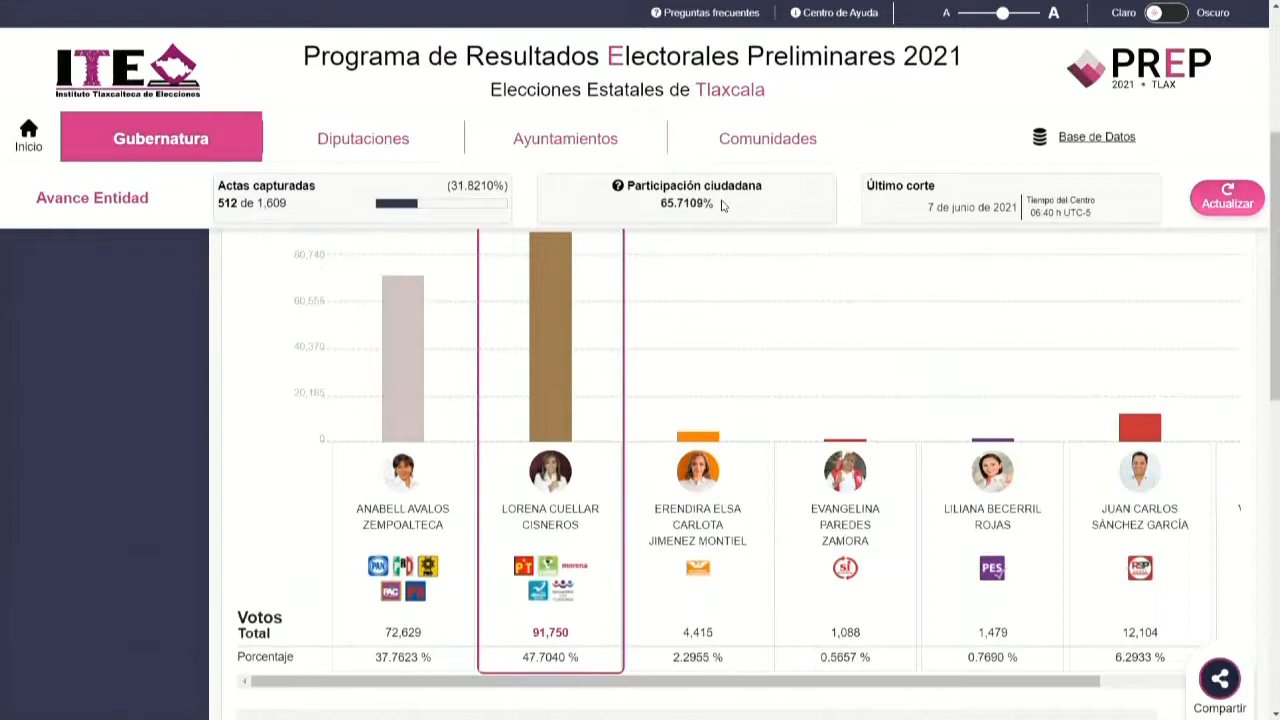 Preguntas frecuentes
Centro de Ayuda
A A
Claro Oscuro
ITE
Instituto Tlaxcalteca de Elecciones
Programa de Resultados Electorales Preliminares 2021
Elecciones Estatales de Tlaxcala
PREP
2021 • TLAX
Inicio
Gubernatura
Diputaciones
Ayuntamientos
Comunidades
Base de Datos
Avance Entidad
Actas capturadas (31.8210%)
512 de 1,609
Participación ciudadana
65.7109%
Último corte
7 de junio de 2021
Tiempo del Centro
06:40 h UTC-5
Actualizar
80,740
60,555
40,370
20,185
0
ANABELL AVALOS
ZEMPOALTECA
LORENA CUELLAR
CISNEROS
ERENDIRA ELSA
CARLOTA
JIMENEZ MONTIEL
EVANGELINA
PAREDES
ZAMORA
LILIANA BECERRIL
ROJAS
JUAN CARLOS
SÁNCHEZ GARCÍA
PAN PRD
PAC PS
PT morena
sí
PES
RSP
Votos
Total 72,629 91,750 4,415 1,088 1,479 12,104
Porcentaje 37.7623 % 47.7040 % 2.2955 % 0.5657 % 0.7690 % 6.2933 %
Compartir